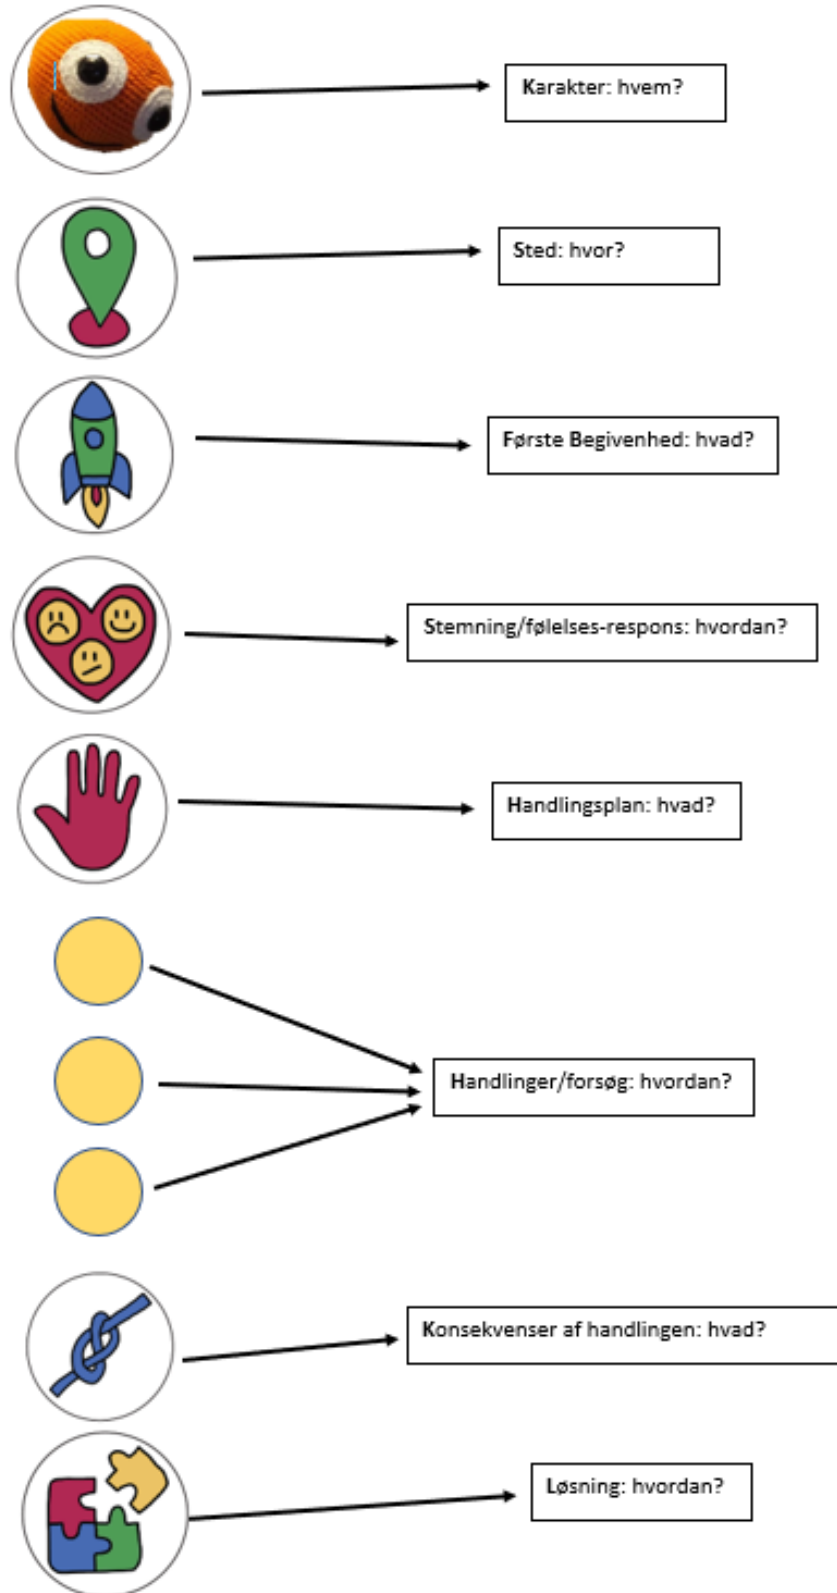 Karakter: hvem?
Sted: hvor?
Første Begivenhed: hvad?
Stemning/følelses-respons: hvordan?
Handlingsplan: hvad?
Handlinger/forsøg: hvordan?
Konsekvenser af handlingen: hvad?
Løsning: hvordan?